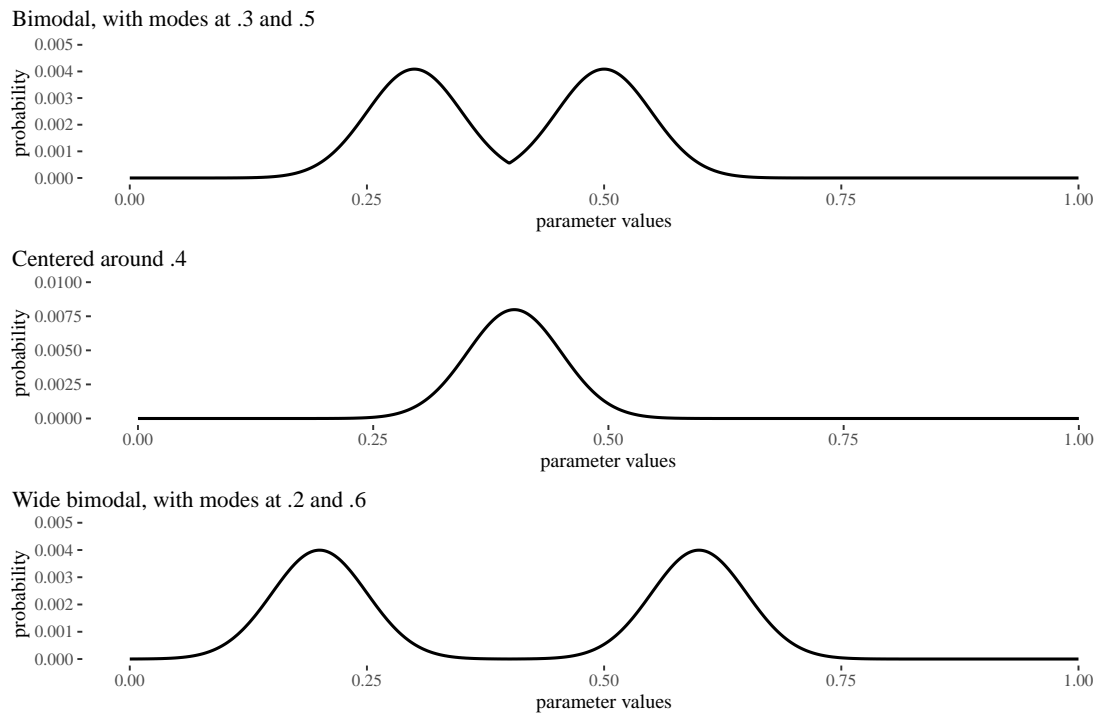 Bimodal, with modes at .3 and .5
probability
0.005
0.004
0.003
0.002
0.001
0.000
0.00 0.25 0.50 0.75 1.00
parameter values
Centered around .4
probability
0.0100
0.0075
0.0050
0.0025
0.0000
0.00 0.25 0.50 0.75 1.00
parameter values
Wide bimodal, with modes at .2 and .6
probability
0.005
0.004
0.003
0.002
0.001
0.000
0.00 0.25 0.50 0.75 1.00
parameter values